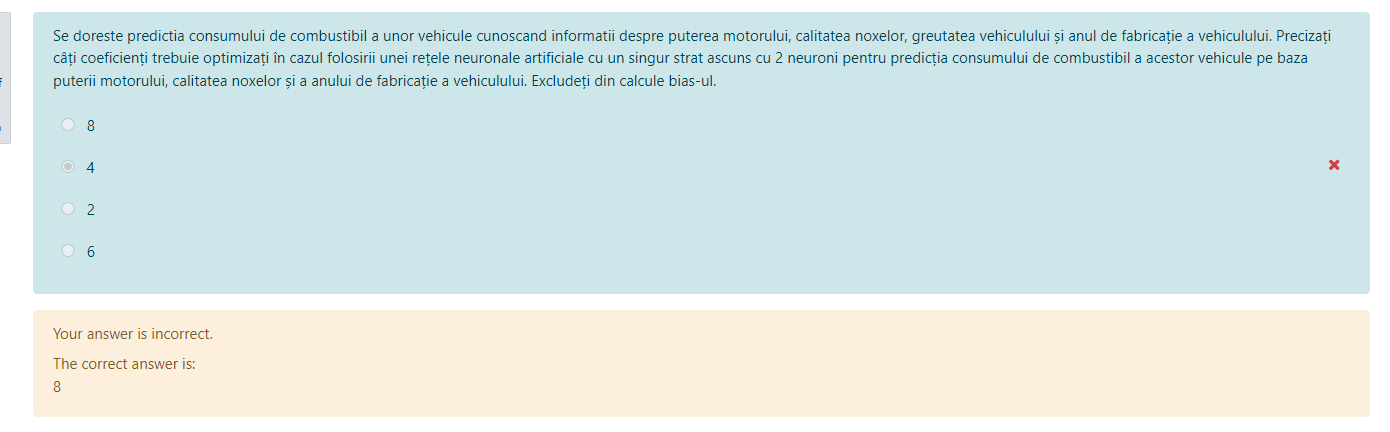 Se doreste predictia consumului de combustibil a unor vehicule cunoscand informatii despre puterea motorului, calitatea noxelor, greutatea vehiculului și anul de fabricație a vehiculului. Precizați
câți coeficienți trebuie optimizați în cazul folosirii unei rețele neuronale artificiale cu un singur strat ascuns cu 2 neuroni pentru predicția consumului de combustibil a acestor vehicule pe baza
puterii motorului, calitatea noxelor și a anului de fabricație a vehiculului. Excludeți din calcule bias-ul.
8
4
2
6
Your answer is incorrect.
The correct answer is:
8